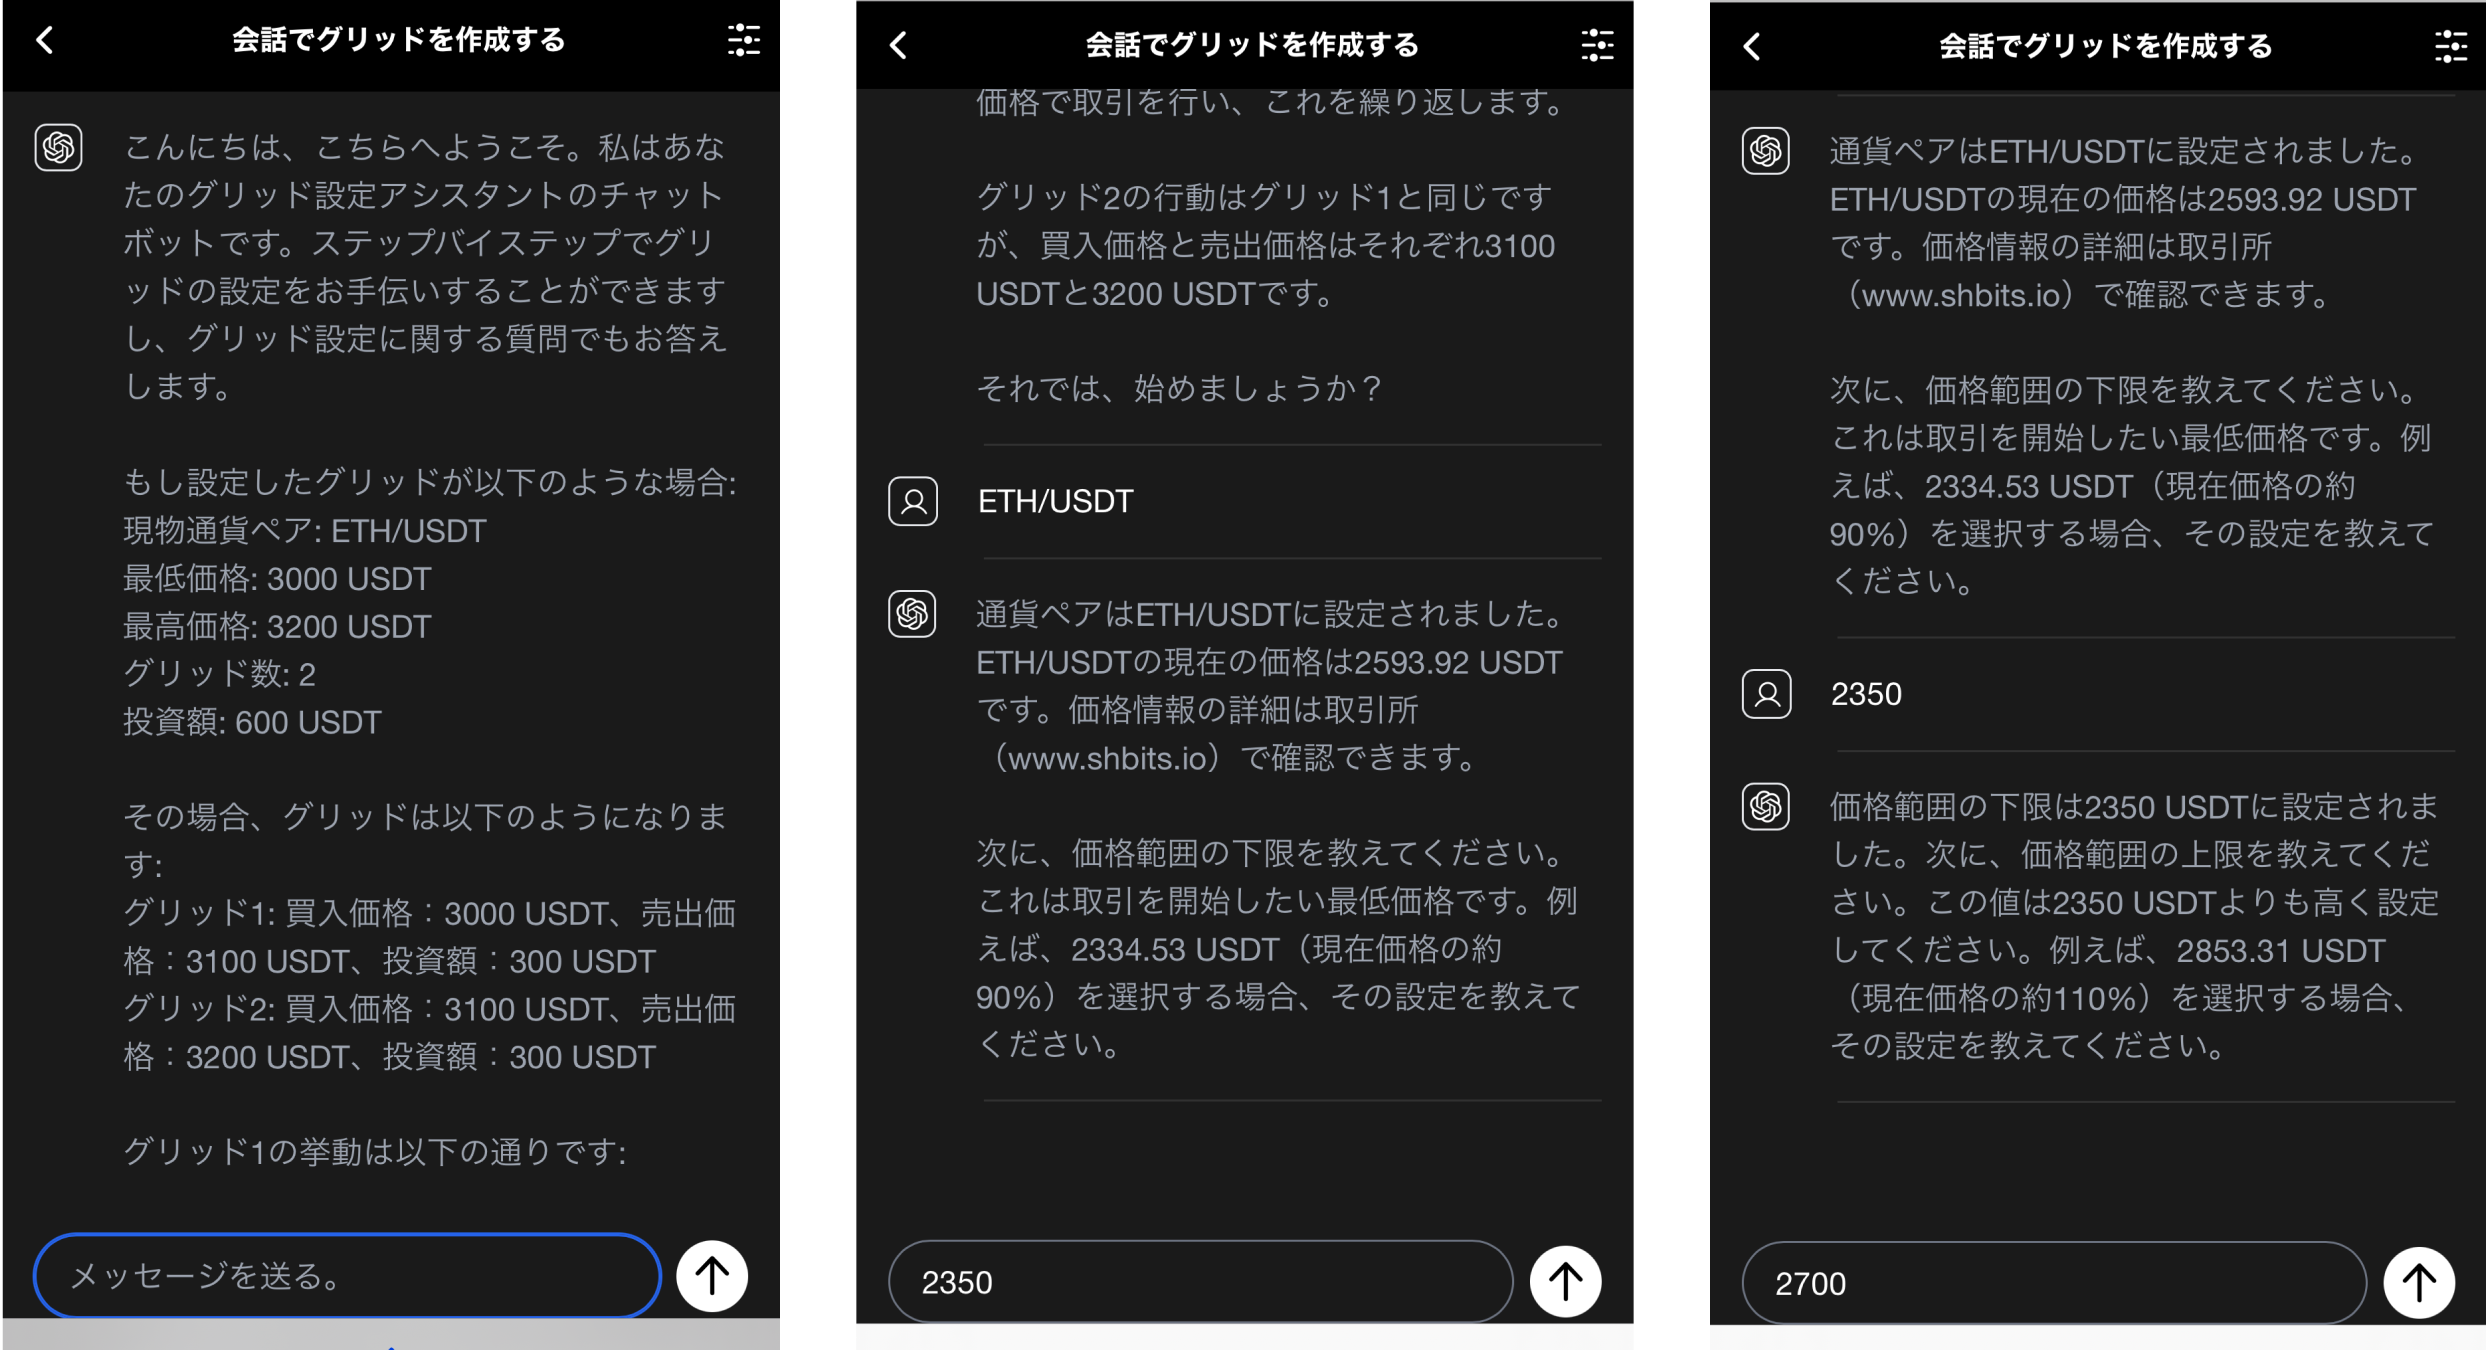 会話でグリッドを作成する
こんにちは、こちらへようこそ。私はあな
たのグリッド設定アシスタントのチャット
ボットです。ステップバイステップでグリ
ッドの設定をお手伝いすることができます
し、グリッド設定に関する質問でもお答え
します。
もし設定したグリッドが以下のような場合:
現物通貨ペア: ETH/USDT
最低価格: 3000 USDT
最高価格: 3200 USDT
グリッド数: 2
投資額: 600 USDT
その場合、グリッドは以下のようになりま
す:
グリッド1: 買入価格：3000 USDT、売出価
格：3100 USDT、投資額：300 USDT
グリッド2: 買入価格：3100 USDT、売出価
格：3200 USDT、投資額：300 USDT
グリッド1の挙動は以下の通りです:
メッセージを送る。
会話でグリッドを作成する
価格で取引を行い、これを繰り返します。
グリッド2の行動はグリッド1と同じです
が、買入価格と売出価格はそれぞれ3100
USDTと3200 USDTです。
それでは、始めましょうか？
ETH/USDT
通貨ペアはETH/USDTに設定されました。
ETH/USDTの現在の価格は2593.92 USDT
です。価格情報の詳細は取引所
（www.shbits.io）で確認できます。
次に、価格範囲の下限を教えてください。
これは取引を開始したい最低価格です。例
えば、2334.53 USDT（現在価格の約
90%）を選択する場合、その設定を教えて
ください。
2350
会話でグリッドを作成する
通貨ペアはETH/USDTに設定されました。
ETH/USDTの現在の価格は2593.92 USDT
です。価格情報の詳細は取引所
（www.shbits.io）で確認できます。
次に、価格範囲の下限を教えてください。
これは取引を開始したい最低価格です。例
えば、2334.53 USDT（現在価格の約
90%）を選択する場合、その設定を教えて
ください。
2350
価格範囲の下限は2350 USDTに設定されま
した。次に、価格範囲の上限を教えてくだ
さい。この値は2350 USDTよりも高く設定
してください。例えば、2853.31 USDT
（現在価格の約110%）を選択する場合、
その設定を教えてください。
2700